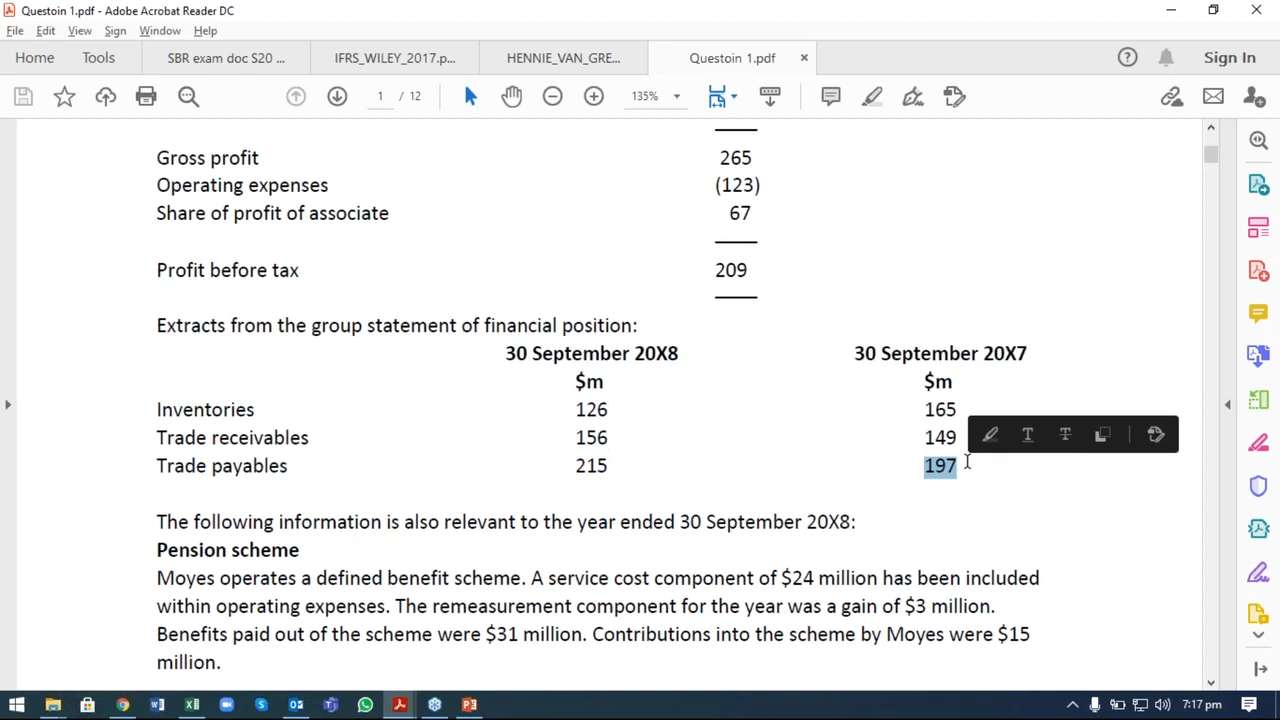 Questoin 1.pdf - Adobe Acrobat Reader DC
File Edit View Sign Window Help
Home Tools SBR exam doc S20 ... IFRS_WILEY_2017.p... HENNIE_VAN_GRE... Questoin 1.pdf × Sign In
1 / 12 135%
Gross profit 265
Operating expenses (123)
Share of profit of associate 67
Profit before tax 209
Extracts from the group statement of financial position:
30 September 20X8 30 September 20X7
$m $m
Inventories 126 165
Trade receivables 156 149
Trade payables 215 197
The following information is also relevant to the year ended 30 September 20X8:
Pension scheme
Moyes operates a defined benefit scheme. A service cost component of $24 million has been included
within operating expenses. The remeasurement component for the year was a gain of $3 million.
Benefits paid out of the scheme were $31 million. Contributions into the scheme by Moyes were $15
million.
7:17 pm